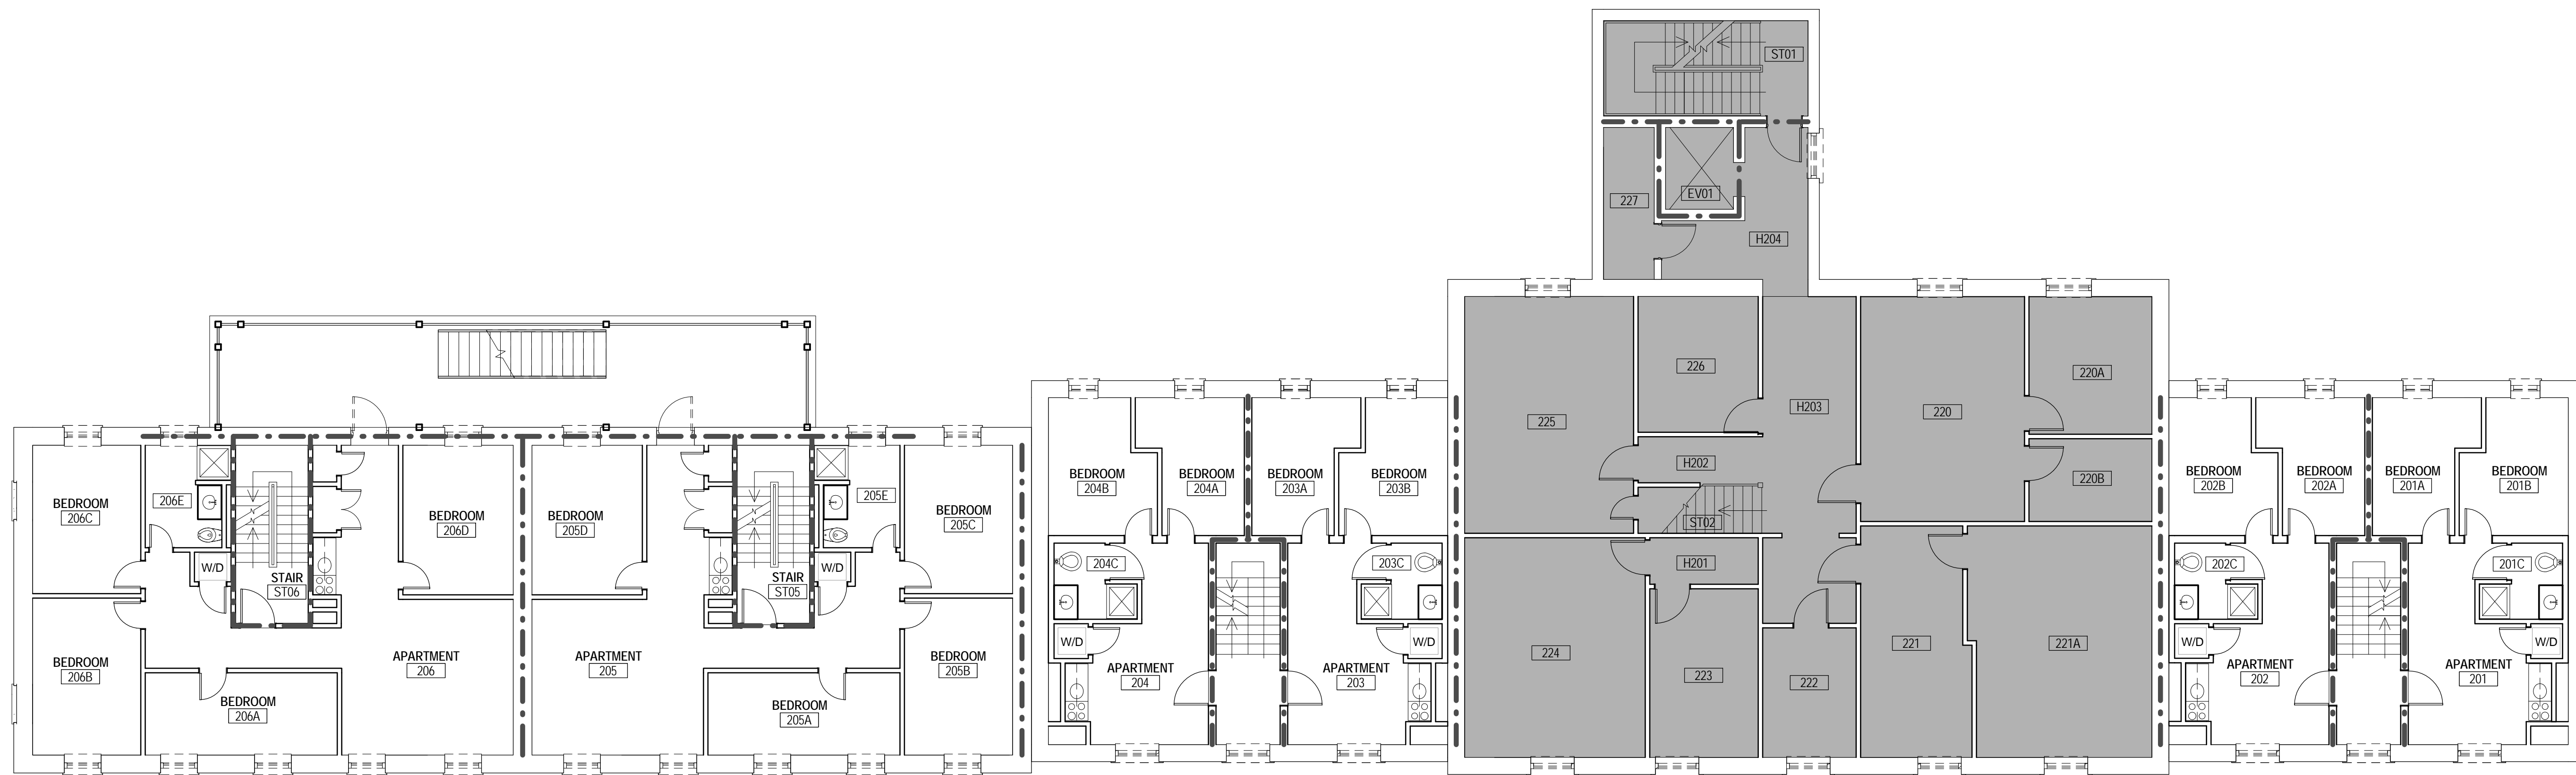 ST01
EV01
227
H204
226
220A
H203
220
225
H202
220B
ST02
H201
224
223
222
221
221A
BEDROOM
206C
206E
BEDROOM
206D
W/D
STAIR
ST06
BEDROOM
206B
APARTMENT
206
BEDROOM
206A
BEDROOM
205D
205E
BEDROOM
205C
W/D
STAIR
ST05
APARTMENT
205
BEDROOM
205B
BEDROOM
205A
BEDROOM
204B
BEDROOM
204A
BEDROOM
203A
BEDROOM
203B
204C
203C
W/D
W/D
APARTMENT
204
APARTMENT
203
BEDROOM
202B
BEDROOM
202A
BEDROOM
201A
BEDROOM
201B
202C
201C
W/D
W/D
APARTMENT
202
APARTMENT
201